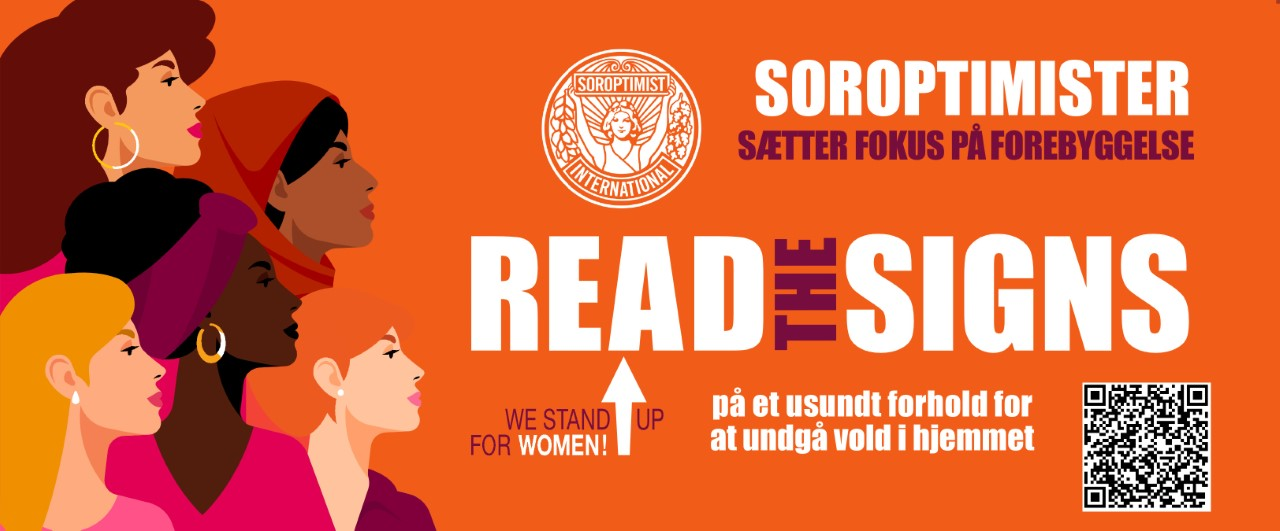 SOROPTIMIST
INTERNATIONAL
SOROPTIMISTER
SÆTTER FOKUS PÅ FOREBYGGELSE
READ THE SIGNS
WE STAND UP
FOR WOMEN!
på et usundt forhold for
at undgå vold i hjemmet